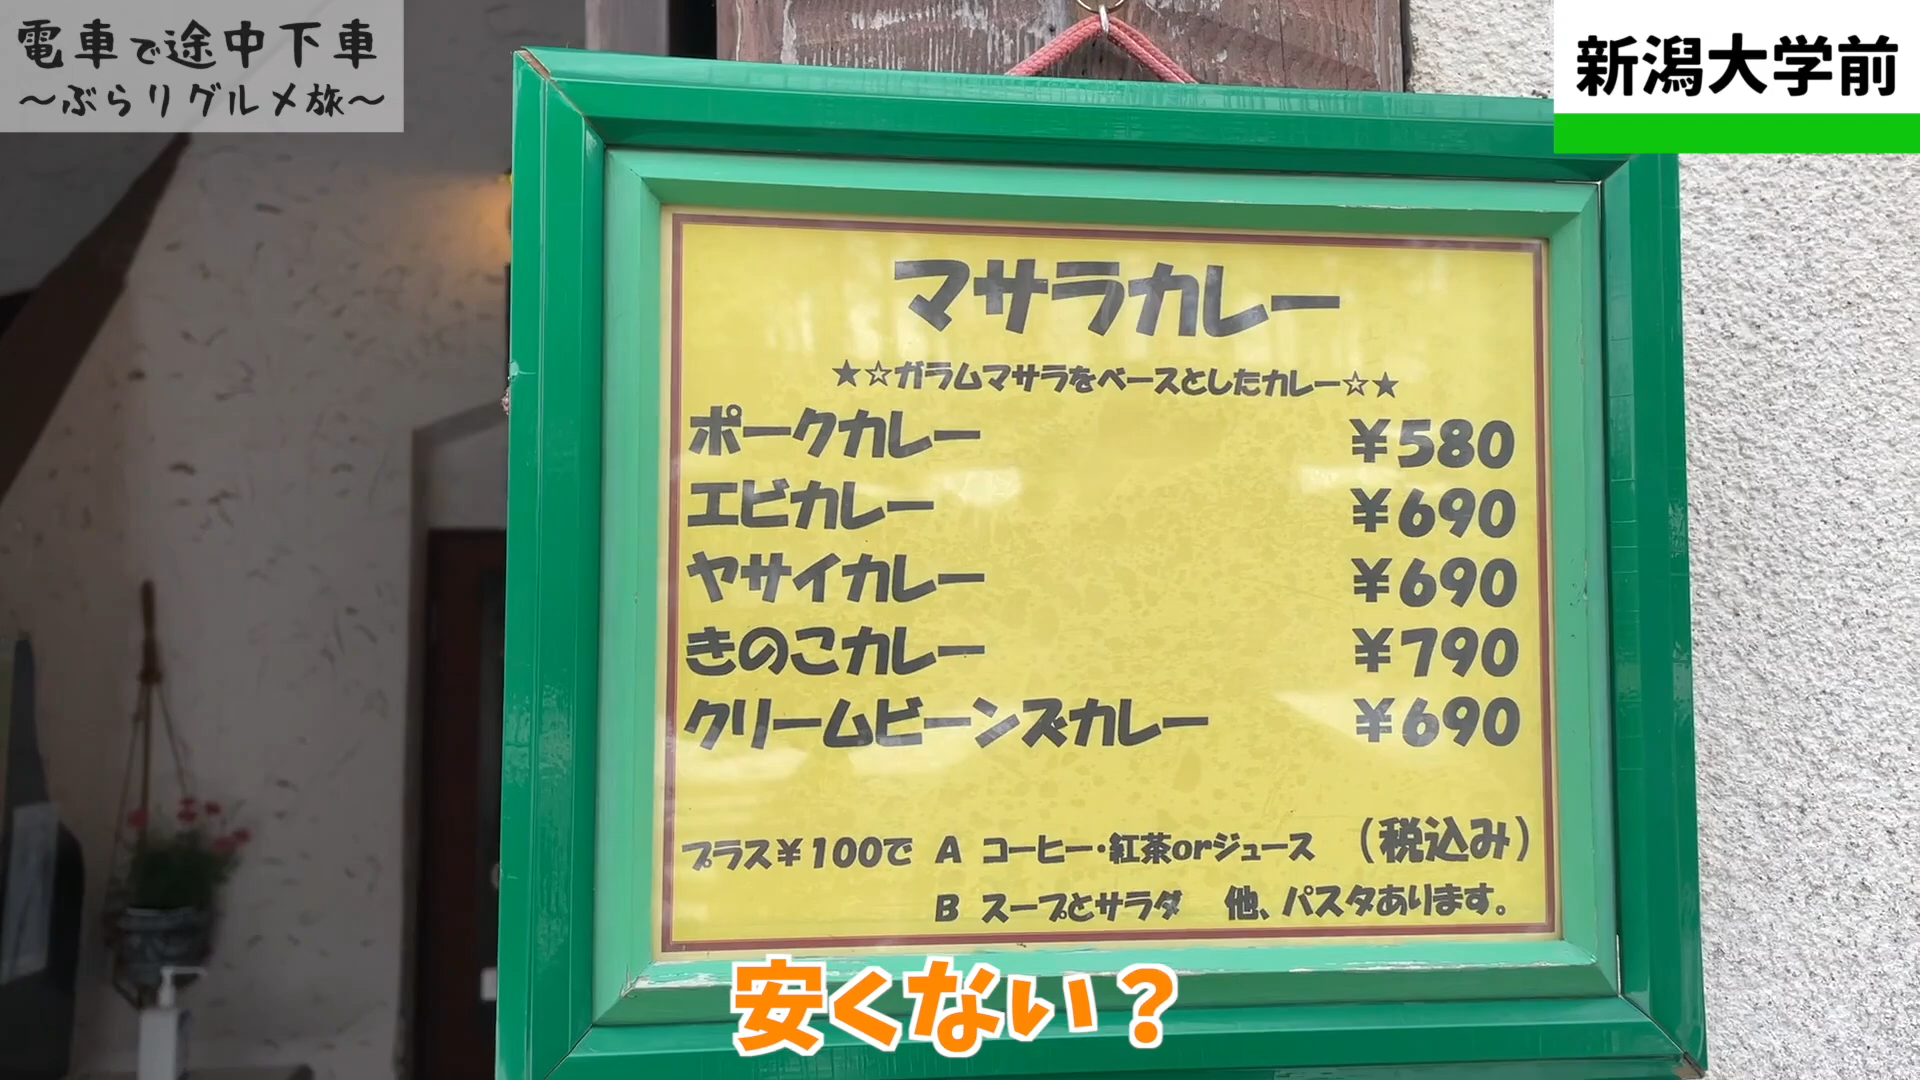 電車で途中下車
～ぶらりグルメ旅～
新潟大学前
マサラカレー
★☆ガラムマサラをベースとしたカレー☆★
ポークカレー ¥580
エビカレー ¥690
ヤサイカレー ¥690
きのこカレー ¥790
クリームビーンズカレー ¥690
プラス¥100で A コーヒー・紅茶orジュース （税込み）
B スープとサラダ 他、パスタあります。
安くない？